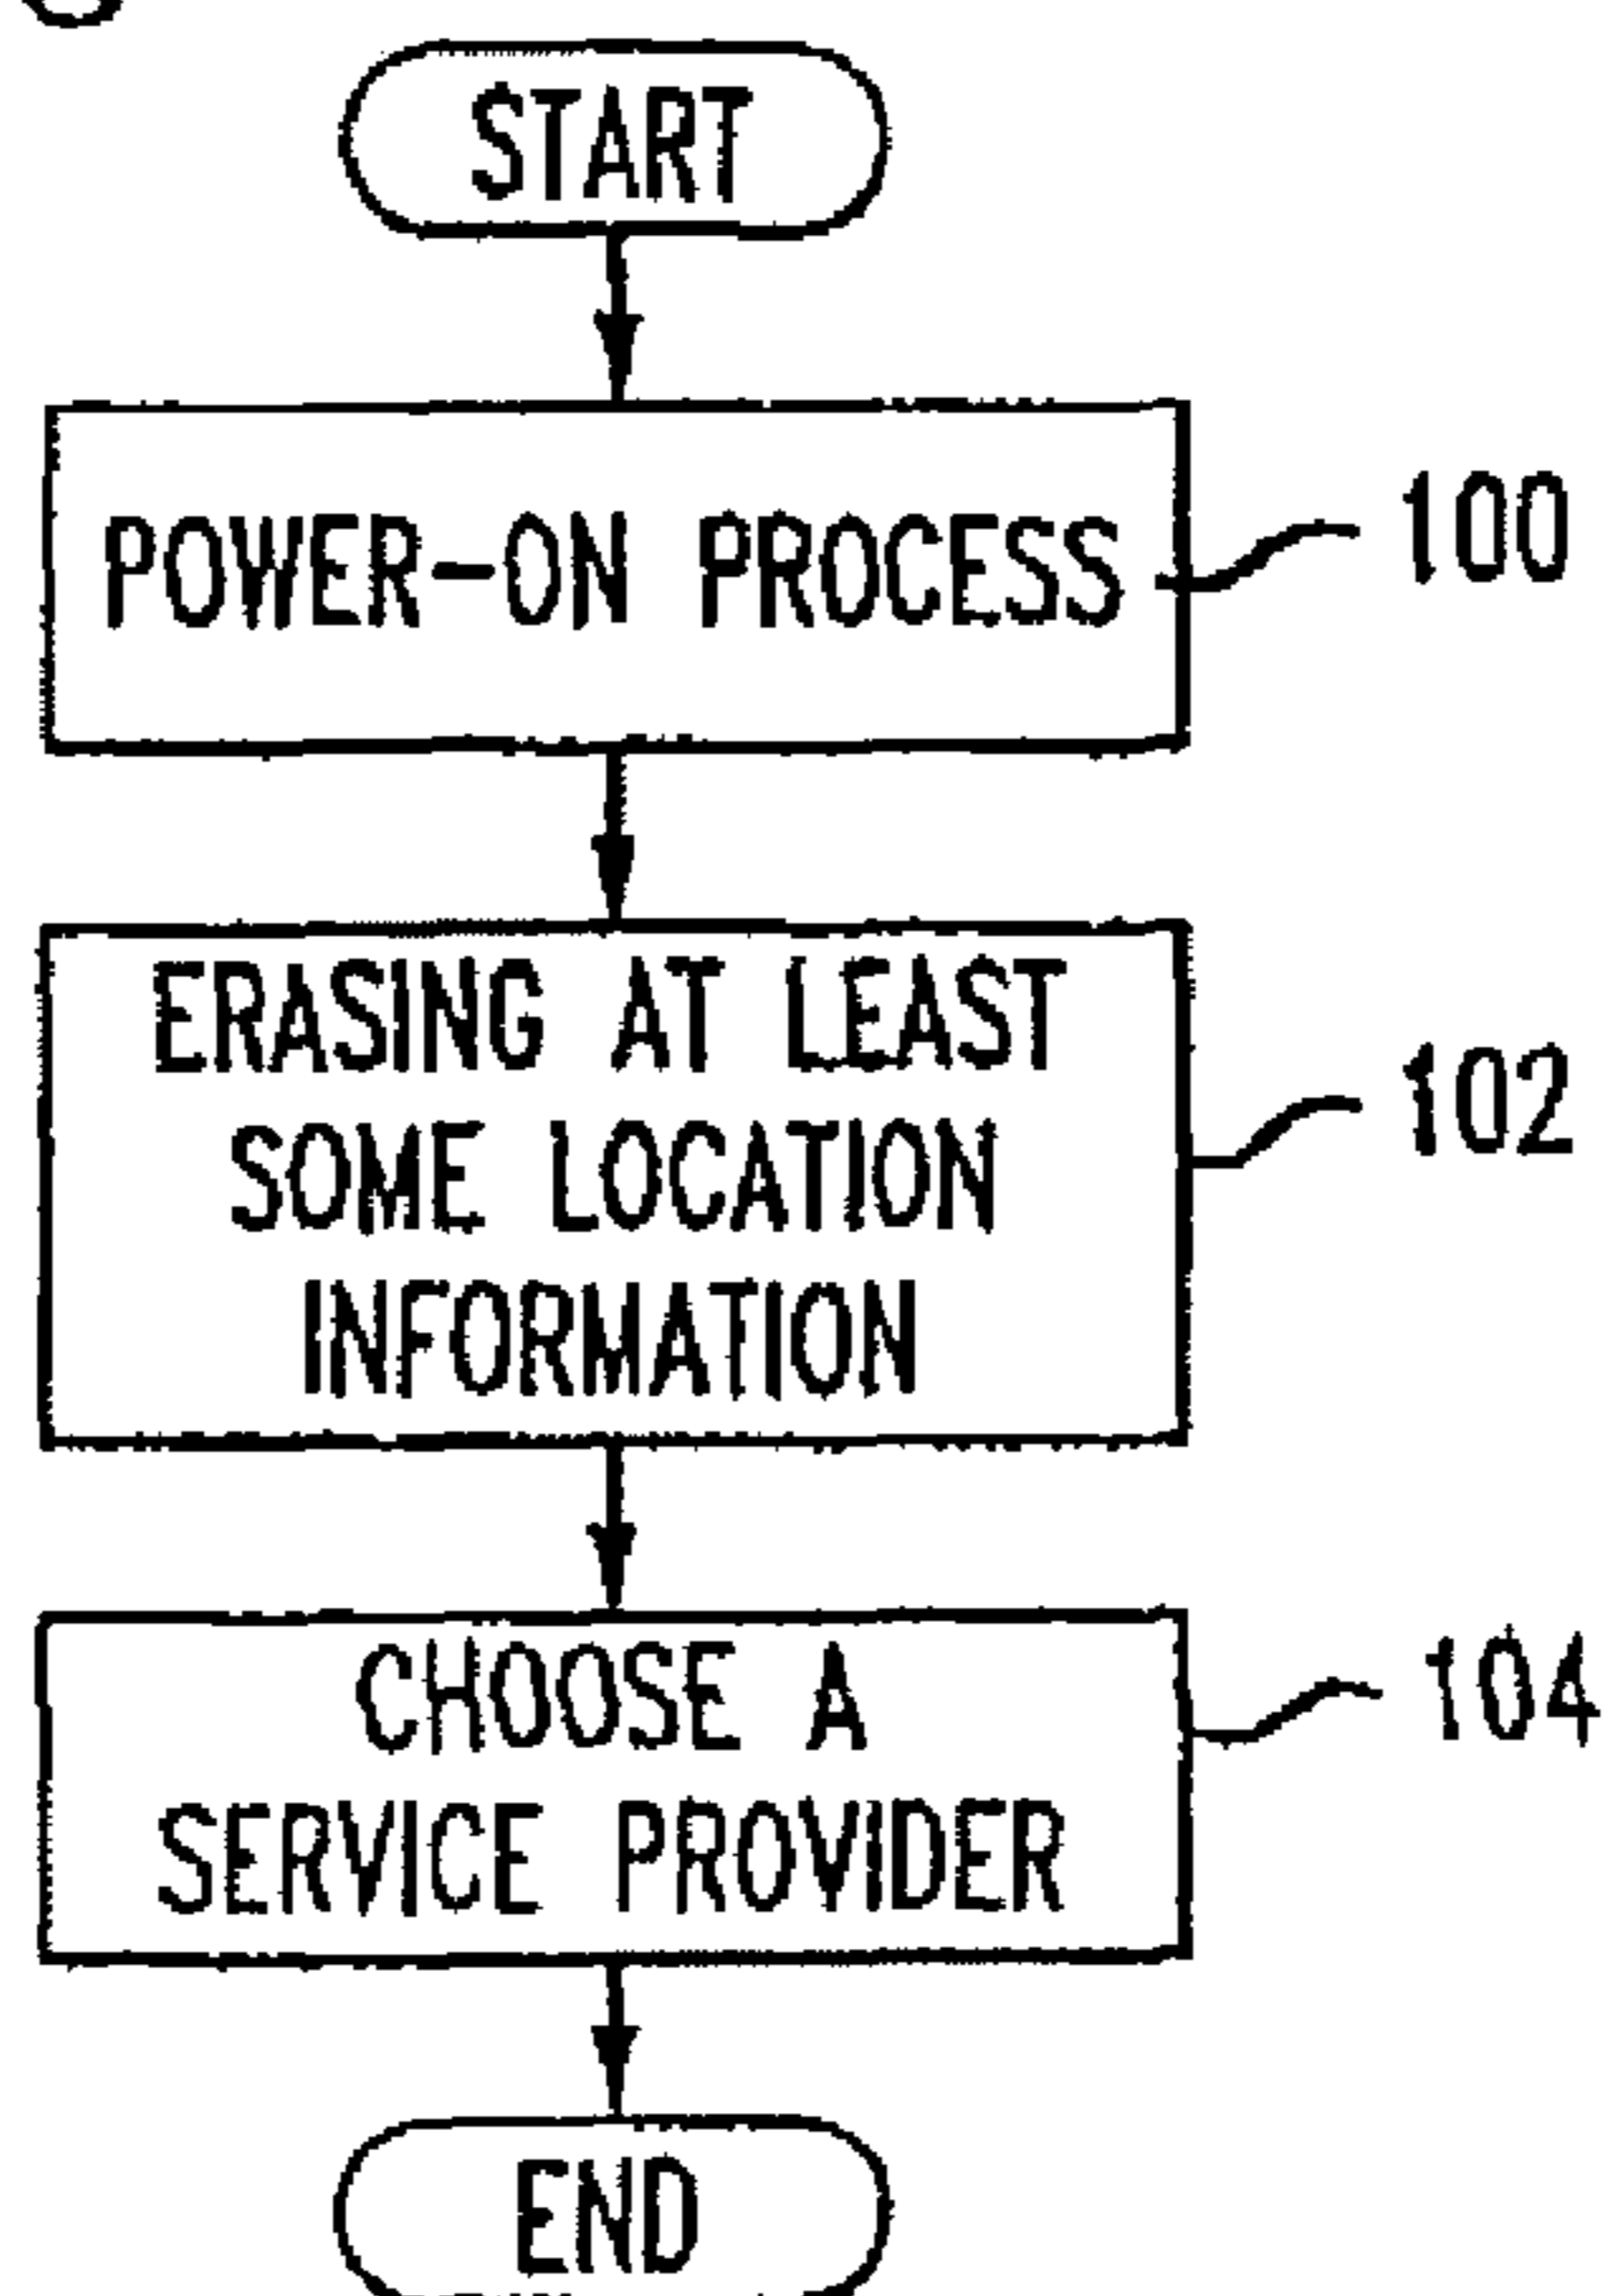 START
POWER-ON PROCESS
100
ERASING AT LEAST
SOME LOCATION
INFORMATION
102
CHOOSE A
SERVICE PROVIDER
104
END